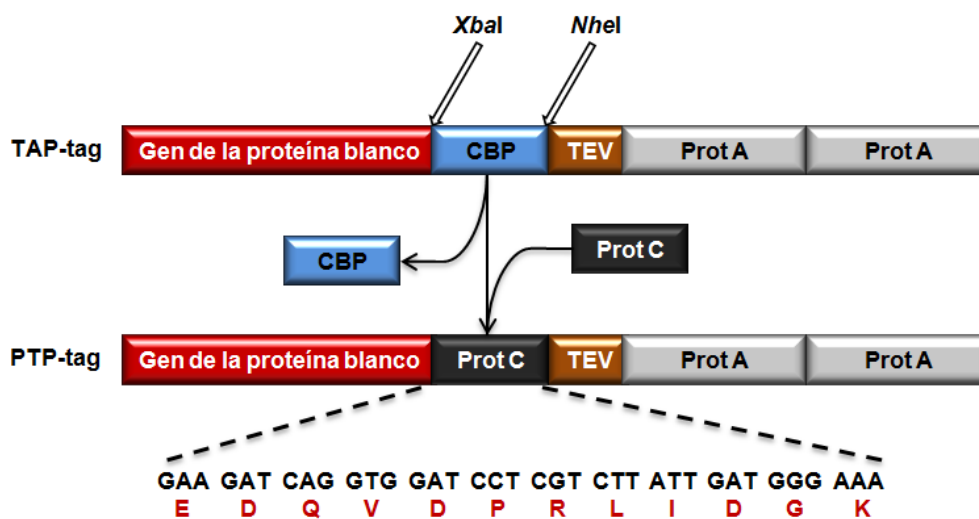 XbaI NheI
TAP-tag Gen de la proteína blanco CBP TEV Prot A Prot A
CBP Prot C
PTP-tag Gen de la proteína blanco Prot C TEV Prot A Prot A
GAA GAT CAG GTG GAT CCT CGT CTT ATT GAT GGG AAA
E D Q V D P R L I D G K